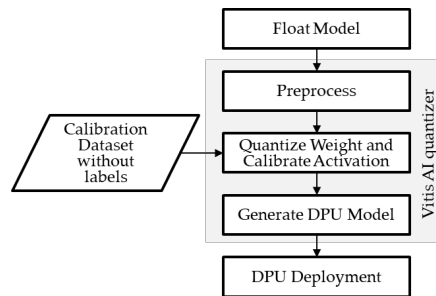 Float Model
Preprocess
Calibration
Dataset
without
labels
Quantize Weight and
Calibrate Activation
Generate DPU Model
Vitis AI quantizer
DPU Deployment